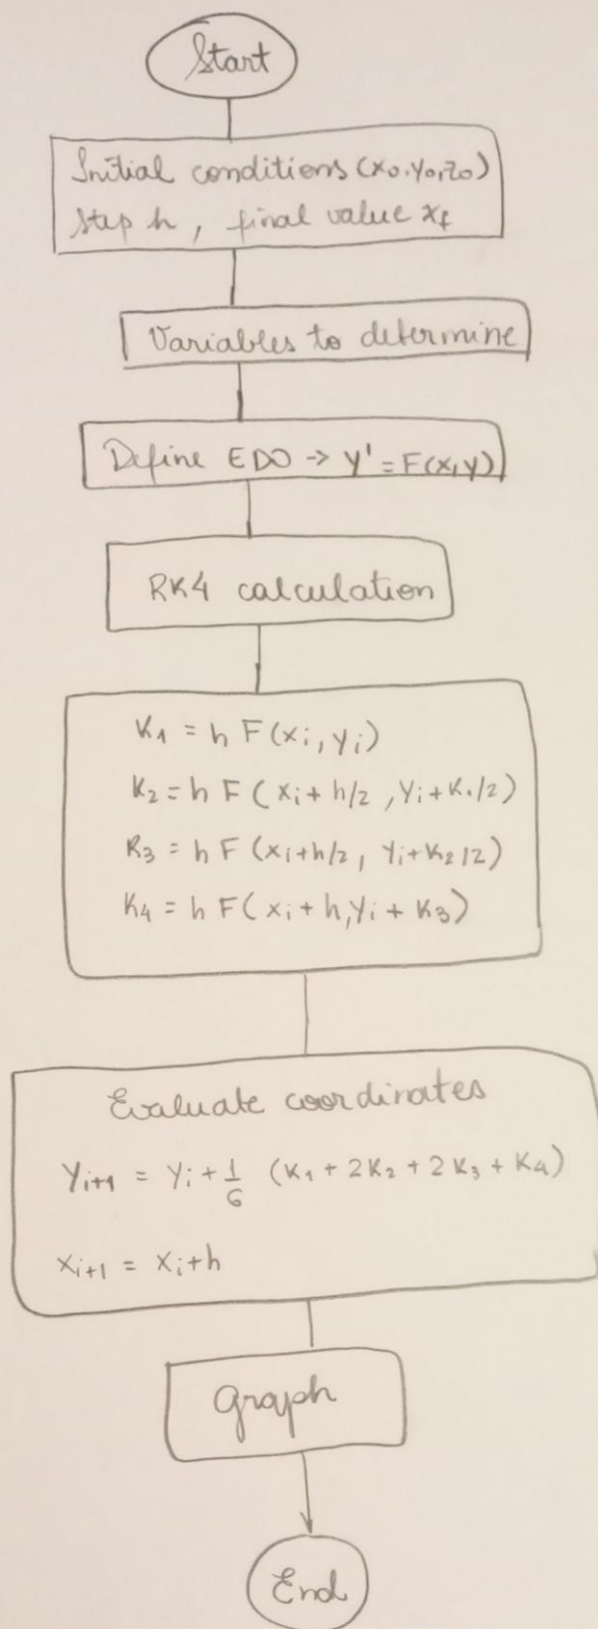 Start
Initial conditions (x0,y0,z0)
step h, final value xf
Variables to determine
Define EDO → y' = F(x,y)
RK4 calculation
K₁ = h F(xi, yi)
K₂ = h F(xi + h/2, yi + K₁/2)
K₃ = h F(xi+h/2, yi+K₂/2)
K₄ = h F(xi + h, yi + K₃)
Evaluate coordinates
yi+1 = yi + 1/6 (K₁ + 2K₂ + 2K₃ + K₄)
xi+1 = xi+h
graph
End